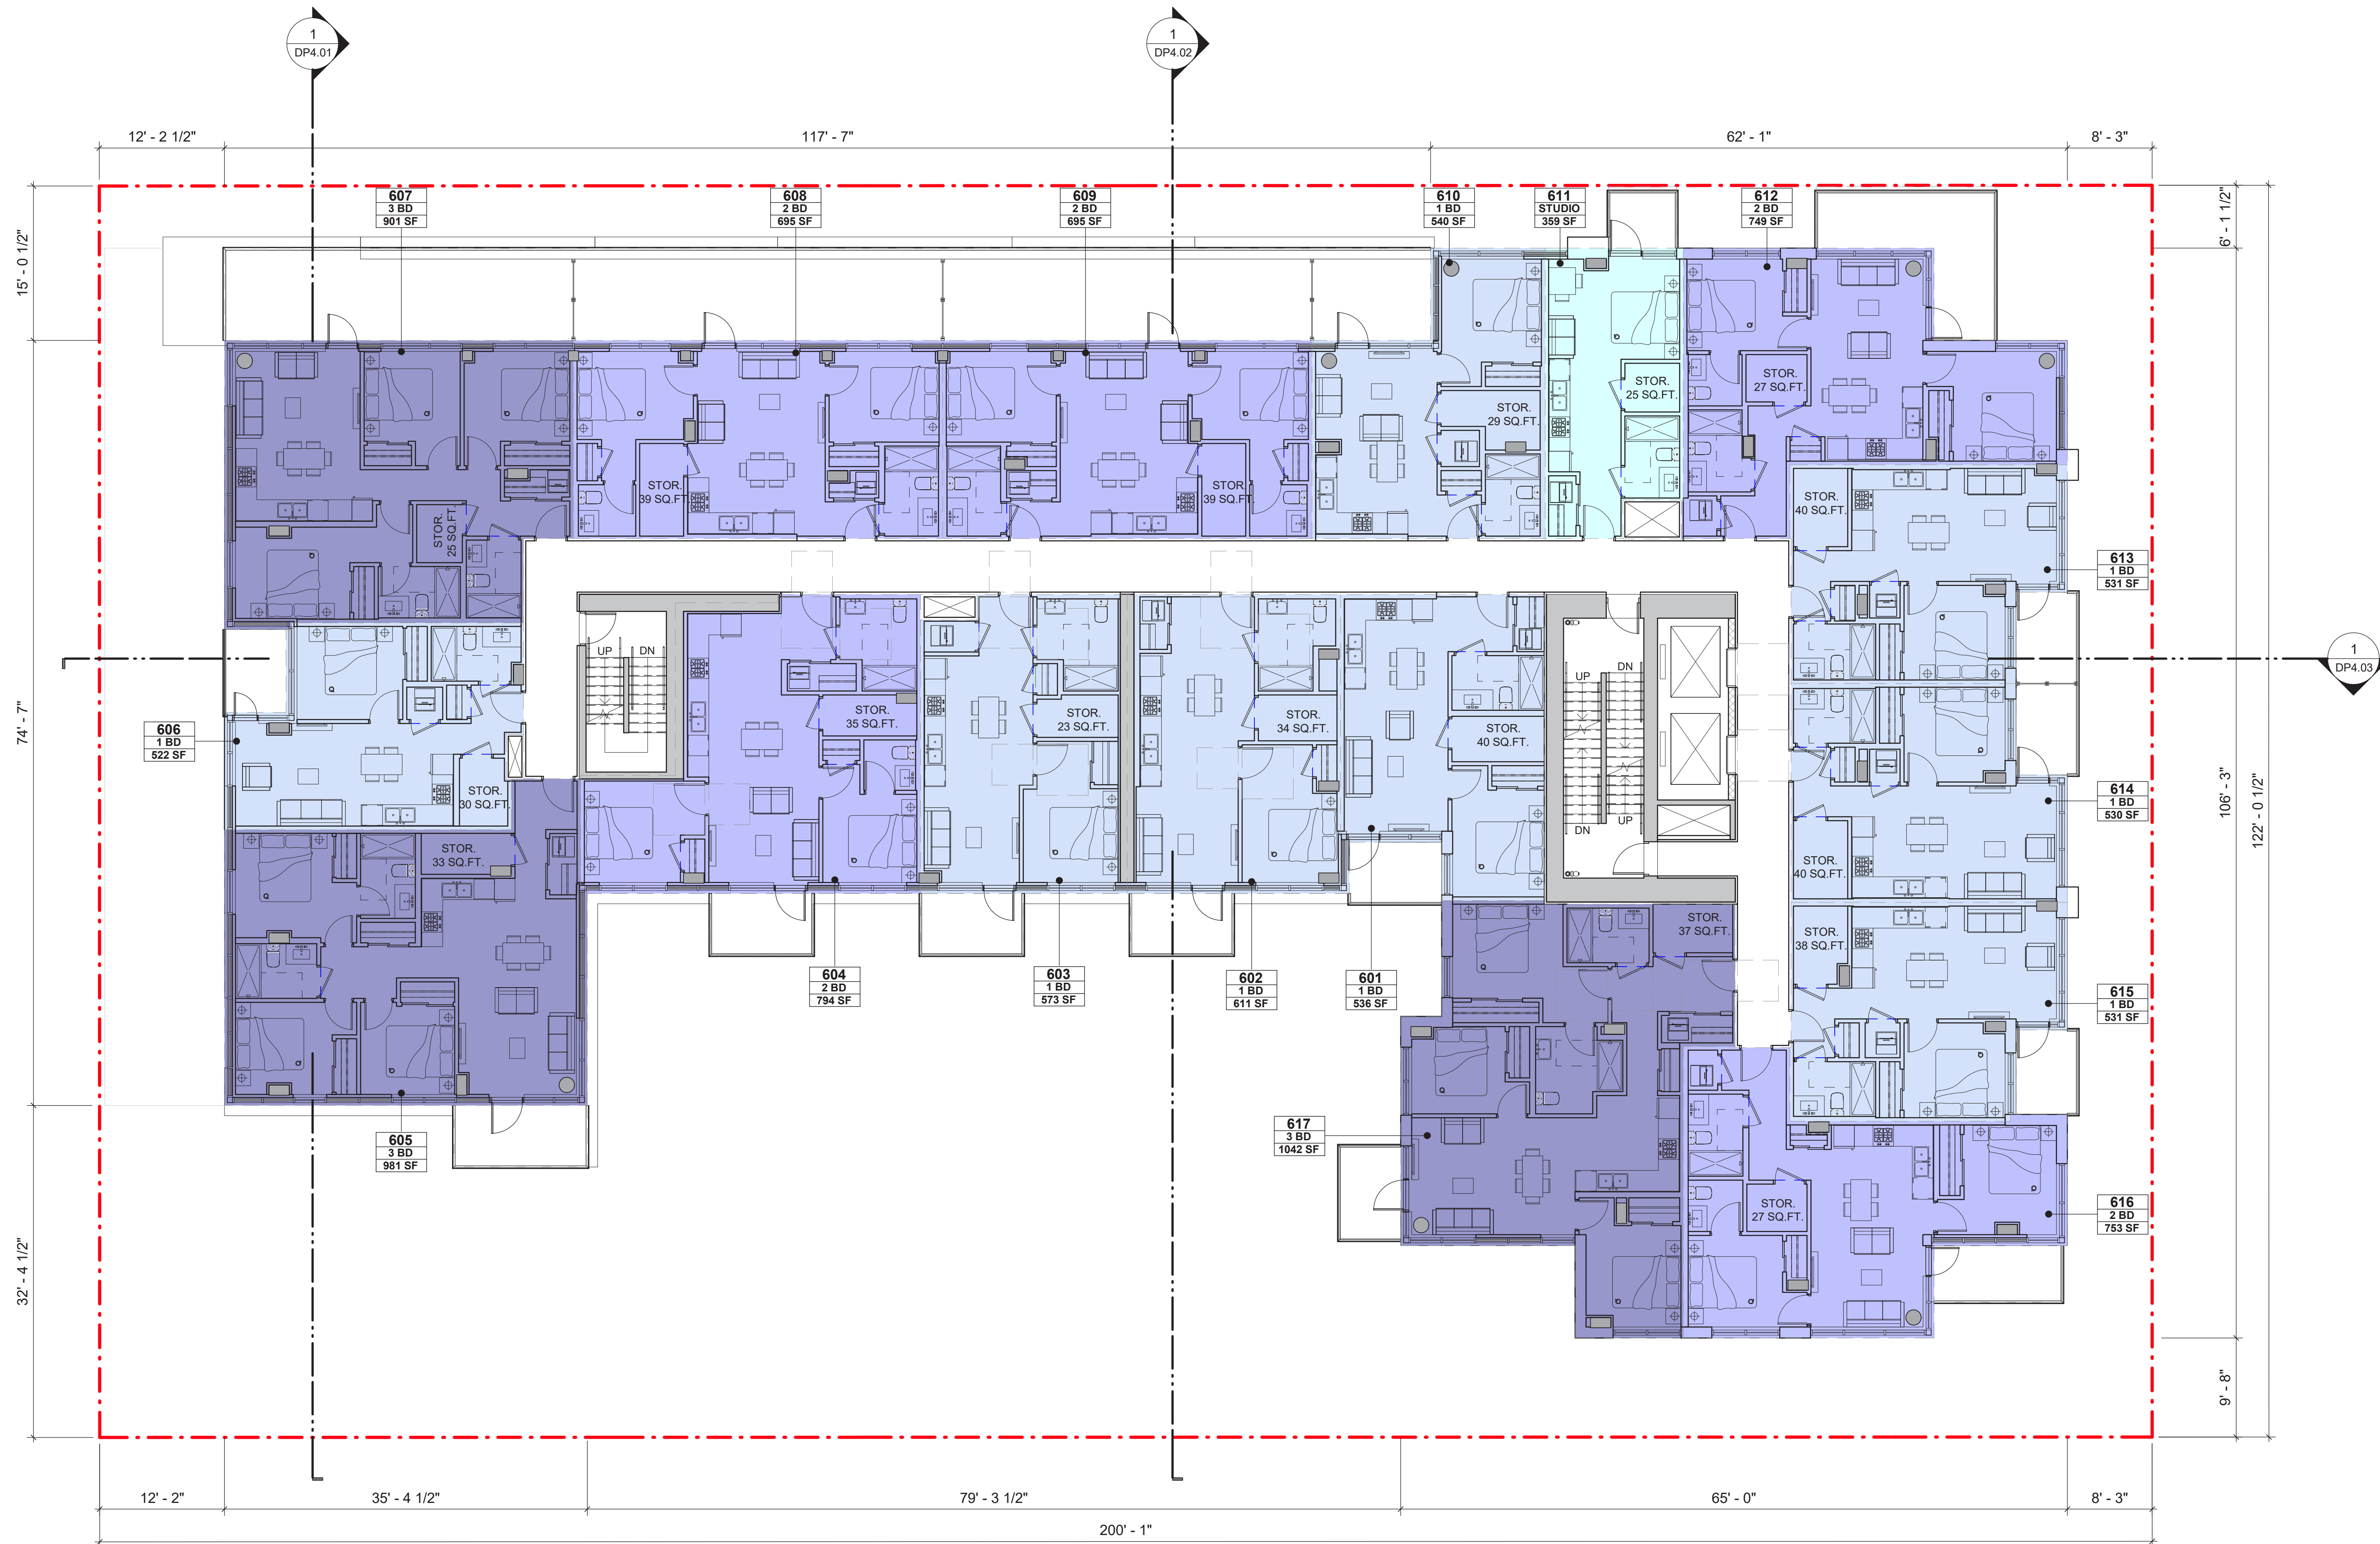 1
DP4.01
1
DP4.02
12' - 2 1/2"
117' - 7"
62' - 1"
8' - 3"
607
3 BD
901 SF
608
2 BD
695 SF
609
2 BD
695 SF
610
1 BD
540 SF
611
STUDIO
359 SF
612
2 BD
749 SF
15' - 0 1/2"
6' - 1 1/2"
STOR.
25 SQ.FT.
STOR.
39 SQ.FT.
STOR.
39 SQ.FT.
STOR.
29 SQ.FT.
STOR.
25 SQ.FT.
STOR.
27 SQ.FT.
STOR.
40 SQ.FT.
613
1 BD
531 SF
UP
DN
UP
DN
DN
UP
1
DP4.03
74' - 7"
606
1 BD
522 SF
STOR.
30 SQ.FT.
STOR.
35 SQ.FT.
STOR.
23 SQ.FT.
STOR.
34 SQ.FT.
STOR.
40 SQ.FT.
106' - 3"
122' - 0 1/2"
614
1 BD
530 SF
STOR.
40 SQ.FT.
STOR.
33 SQ.FT.
STOR.
37 SQ.FT.
STOR.
38 SQ.FT.
604
2 BD
794 SF
603
1 BD
573 SF
602
1 BD
611 SF
601
1 BD
536 SF
615
1 BD
531 SF
605
3 BD
981 SF
617
3 BD
1042 SF
STOR.
27 SQ.FT.
616
2 BD
753 SF
32' - 4 1/2"
9' - 8"
12' - 2"
35' - 4 1/2"
79' - 3 1/2"
65' - 0"
8' - 3"
200' - 1"